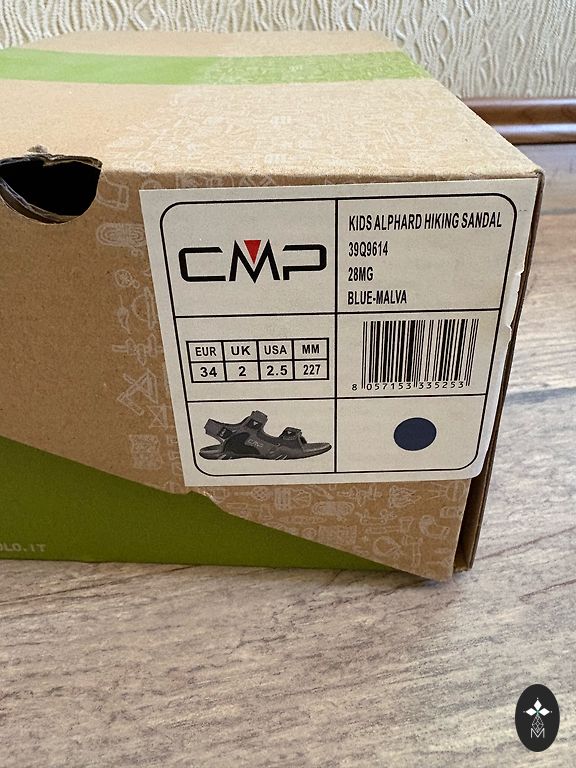 CMP
KIDS ALPHARD HIKING SANDAL
39Q9614
28MG
BLUE-MALVA
EUR UK USA MM
34 2 2.5 227
8 057153 335253
OLO.IT
M